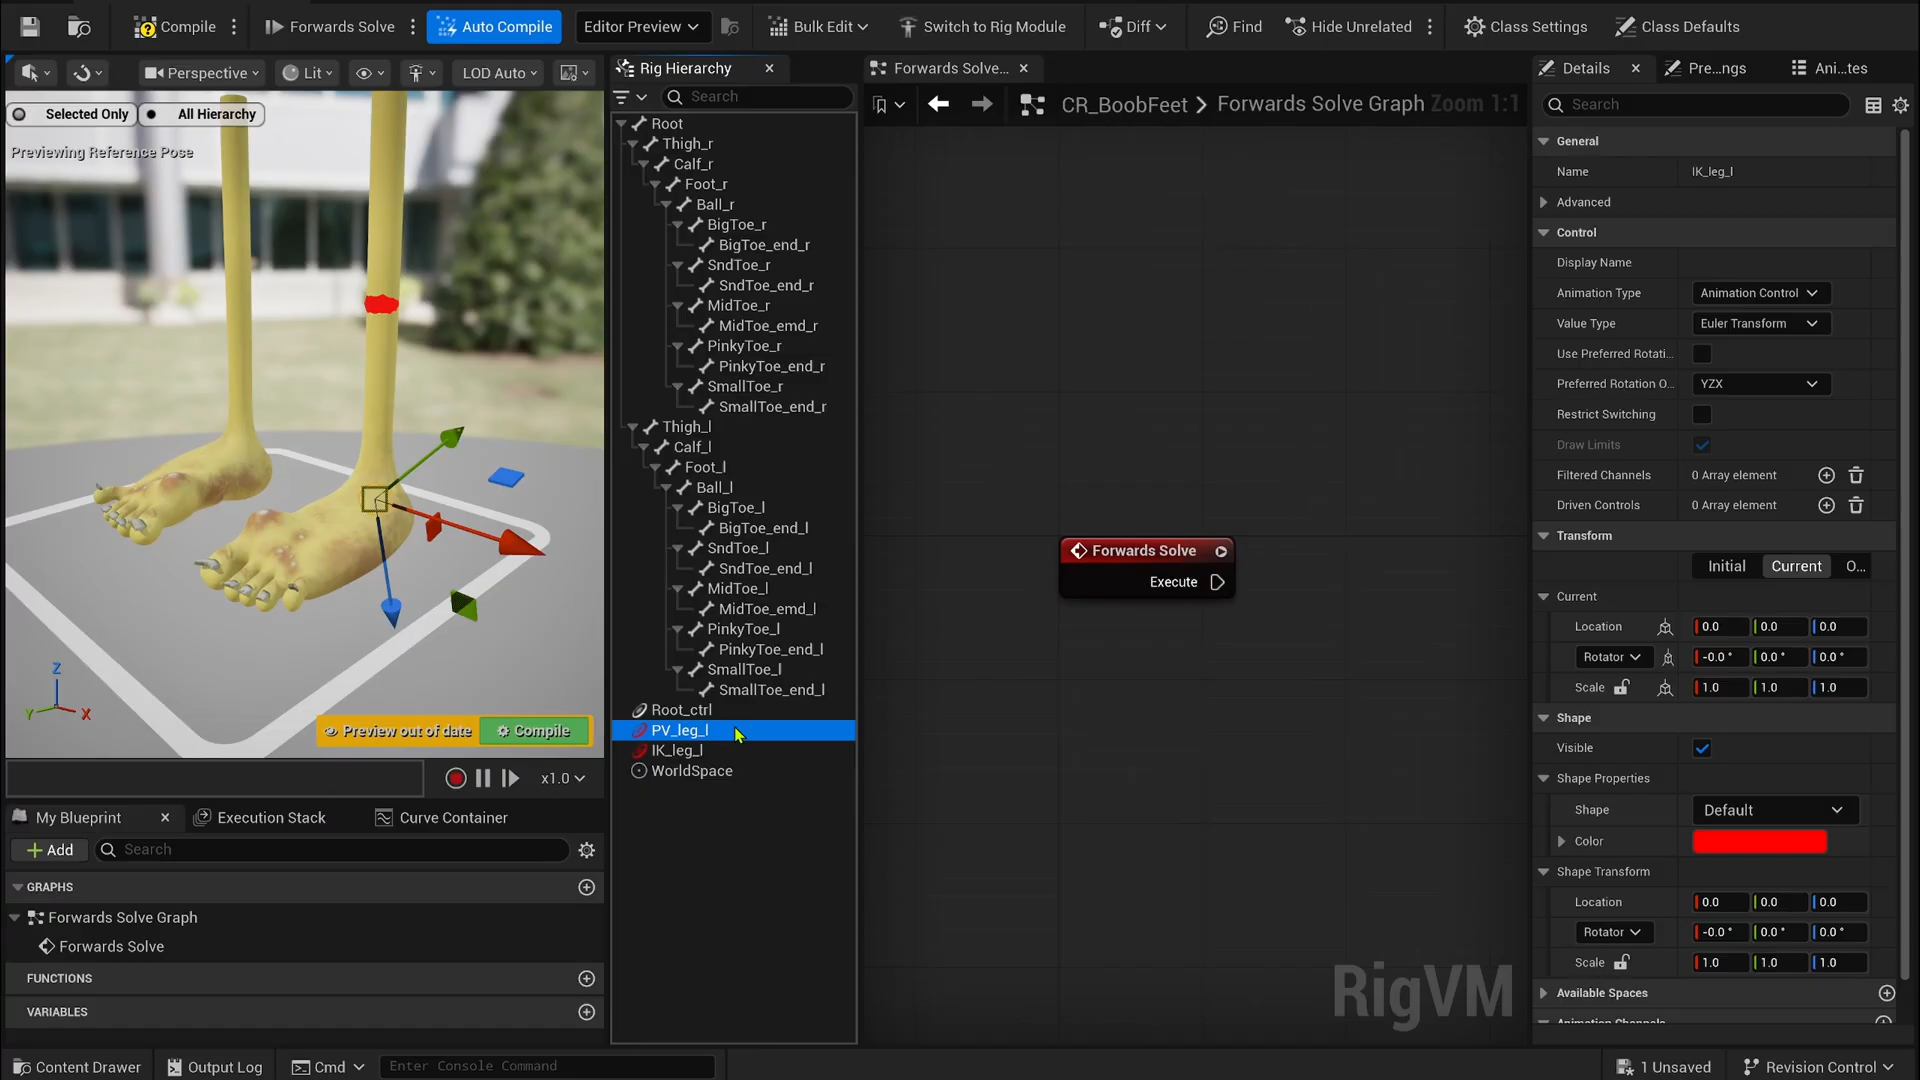 Compile
Forwards Solve
Auto Compile
Editor Preview
Bulk Edit
Switch to Rig Module
Diff
Find
Hide Unrelated
Class Settings
Class Defaults
Perspective
Lit
LOD Auto
Selected Only
All Hierarchy
Previewing Reference Pose
Z
Y
X
Preview out of date
Compile
x1.0
My Blueprint
Execution Stack
Curve Container
Add
Search
GRAPHS
Forwards Solve Graph
Forwards Solve
FUNCTIONS
VARIABLES
Rig Hierarchy
Search
Root
Thigh_r
Calf_r
Foot_r
Ball_r
BigToe_r
BigToe_end_r
SndToe_r
SndToe_end_r
MidToe_r
MidToe_emd_r
PinkyToe_r
PinkyToe_end_r
SmallToe_r
SmallToe_end_r
Thigh_l
Calf_l
Foot_l
Ball_l
BigToe_l
BigToe_end_l
SndToe_l
SndToe_end_l
MidToe_l
MidToe_emd_l
PinkyToe_l
PinkyToe_end_l
SmallToe_l
SmallToe_end_l
Root_ctrl
PV_leg_l
IK_leg_l
WorldSpace
Forwards Solve...
CR_BoobFeet > Forwards Solve Graph Zoom 1:1
Forwards Solve
Execute
RigVM
Details
Pre...ngs
Ani...tes
Search
General
Name IK_leg_l
Advanced
Control
Display Name
Animation Type Animation Control
Value Type Euler Transform
Use Preferred Rotati...
Preferred Rotation O... YZX
Restrict Switching
Draw Limits
Filtered Channels 0 Array element
Driven Controls 0 Array element
Transform
Initial Current O...
Current
Location 0.0 0.0 0.0
Rotator -0.0 ° 0.0 ° 0.0 °
Scale 1.0 1.0 1.0
Shape
Visible
Shape Properties
Shape Default
Color
Shape Transform
Location 0.0 0.0 0.0
Rotator -0.0 ° 0.0 ° 0.0 °
Scale 1.0 1.0 1.0
Available Spaces
Animation Channels
Content Drawer
Output Log
Cmd
Enter Console Command
1 Unsaved
Revision Control